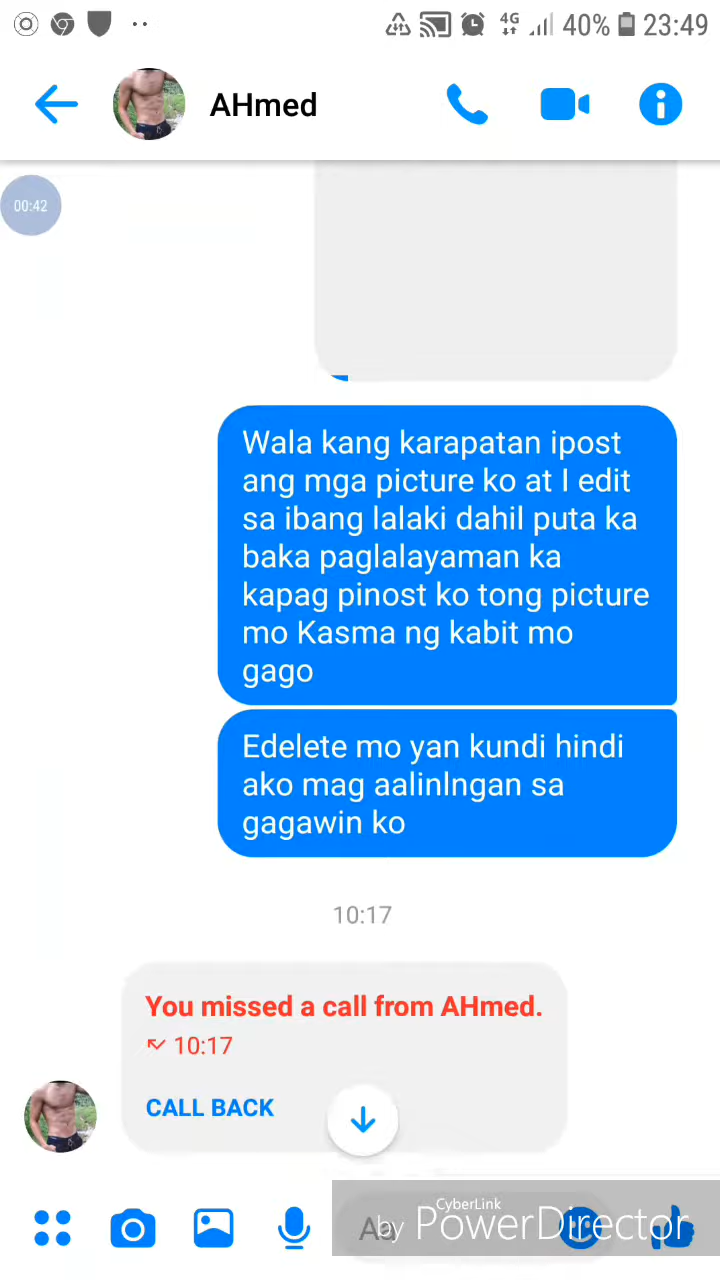 4G 40% 23:49
AHmed
00:42
Wala kang karapatan ipost
ang mga picture ko at I edit
sa ibang lalaki dahil puta ka
baka paglalayaman ka
kapag pinost ko tong picture
mo Kasma ng kabit mo
gago
Edelete mo yan kundi hindi
ako mag aalinlngan sa
gagawin ko
10:17
You missed a call from AHmed.
10:17
CALL BACK
Aa
CyberLink
by PowerDirector